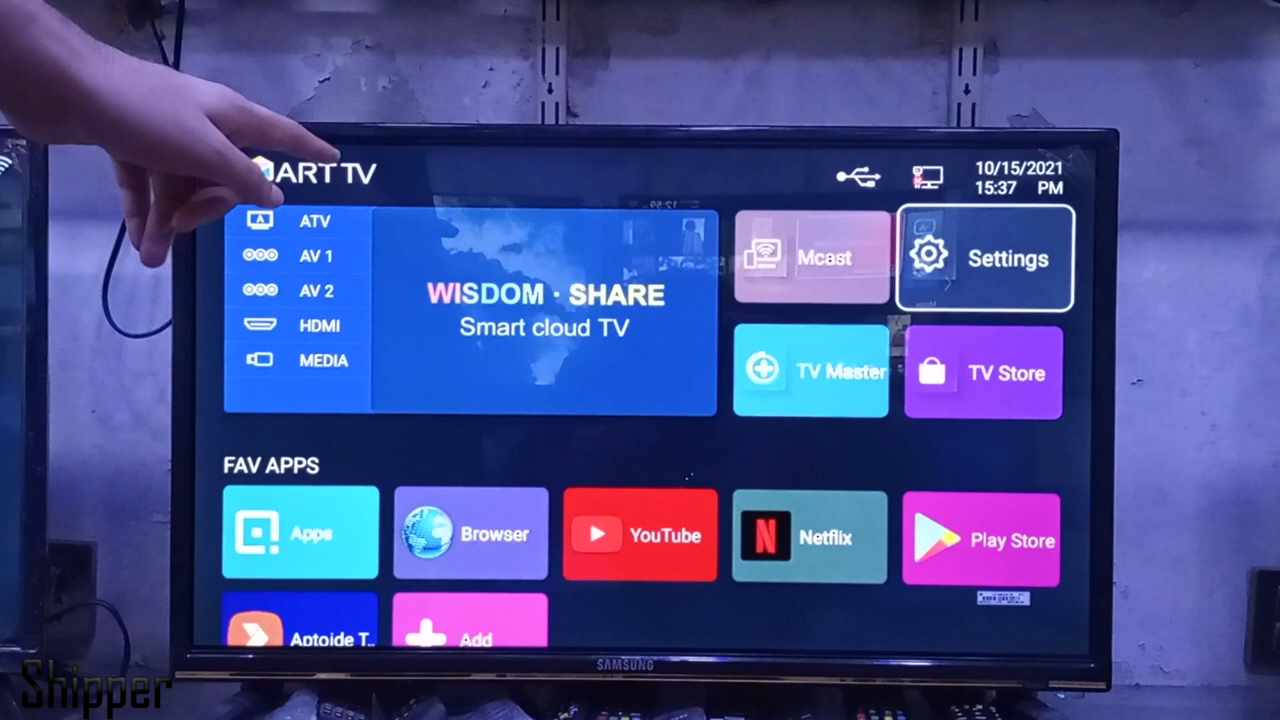 ART TV
10/15/2021
15:37 PM
ATV
AV 1
AV 2
HDMI
MEDIA
WISDOM · SHARE
Smart cloud TV
Mcast
Settings
TV Master
TV Store
FAV APPS
Apps
Browser
YouTube
N
Netflix
Play Store
Aptoide T..
Add
SAMSUNG
Shipper